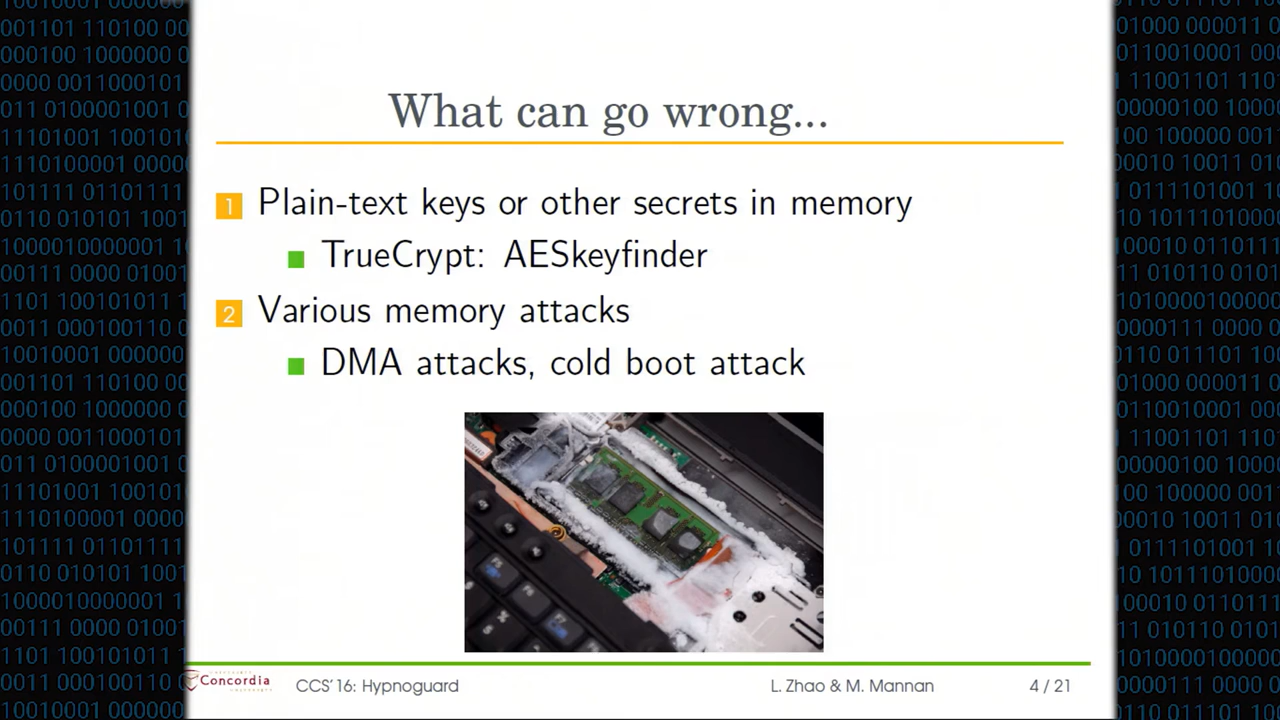 What can go wrong...
1 Plain-text keys or other secrets in memory
TrueCrypt: AESkeyfinder
2 Various memory attacks
DMA attacks, cold boot attack
Concordia
CCS'16: Hypnoguard
L. Zhao & M. Mannan
4 / 21